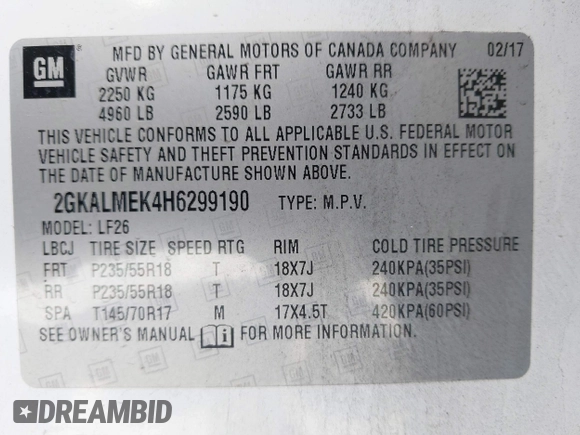 GM
MFD BY GENERAL MOTORS OF CANADA COMPANY 02/17
GVWR GAWR FRT GAWR RR
2250 KG 1175 KG 1240 KG
4960 LB 2590 LB 2733 LB
THIS VEHICLE CONFORMS TO ALL APPLICABLE U.S. FEDERAL MOTOR
VEHICLE SAFETY AND THEFT PREVENTION STANDARDS IN EFFECT ON
THE DATE OF MANUFACTURE SHOWN ABOVE.
2GKALMEK4H6299190 TYPE: M.P.V.
MODEL: LF26
LBCJ TIRE SIZE SPEED RTG RIM COLD TIRE PRESSURE
FRT P235/55R18 T 18X7J 240KPA(35PSI)
RR P235/55R18 T 18X7J 240KPA(35PSI)
SPA T145/70R17 M 17X4.5T 420KPA(60PSI)
SEE OWNER'S MANUAL FOR MORE INFORMATION.
DREAMBID